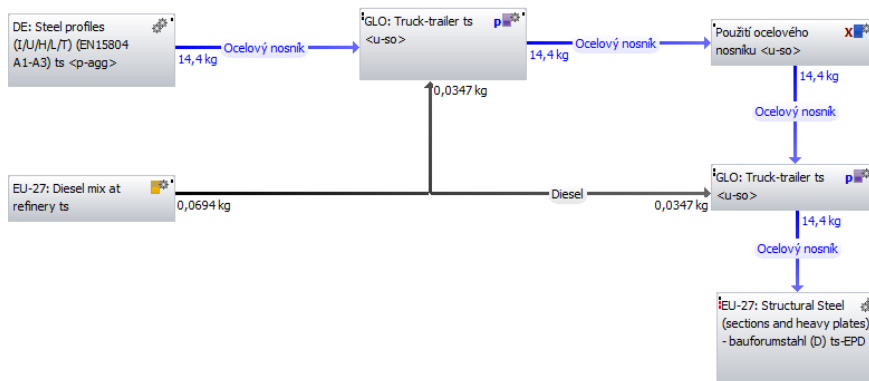 DE: Steel profiles
(I/U/H/L/T) (EN15804
A1-A3) ts <p-agg>
Ocelový nosník
14,4 kg
GLO: Truck-trailer ts
<u-so>
p
Ocelový nosník
14,4 kg
Použití ocelového
nosníku <u-so>
X
14,4 kg
Ocelový nosník
0,0347 kg
EU-27: Diesel mix at
refinery ts
0,0694 kg
Diesel
0,0347 kg
GLO: Truck-trailer ts
<u-so>
p
14,4 kg
Ocelový nosník
EU-27: Structural Steel
(sections and heavy plates)
- bauforumstahl (D) ts-EPD